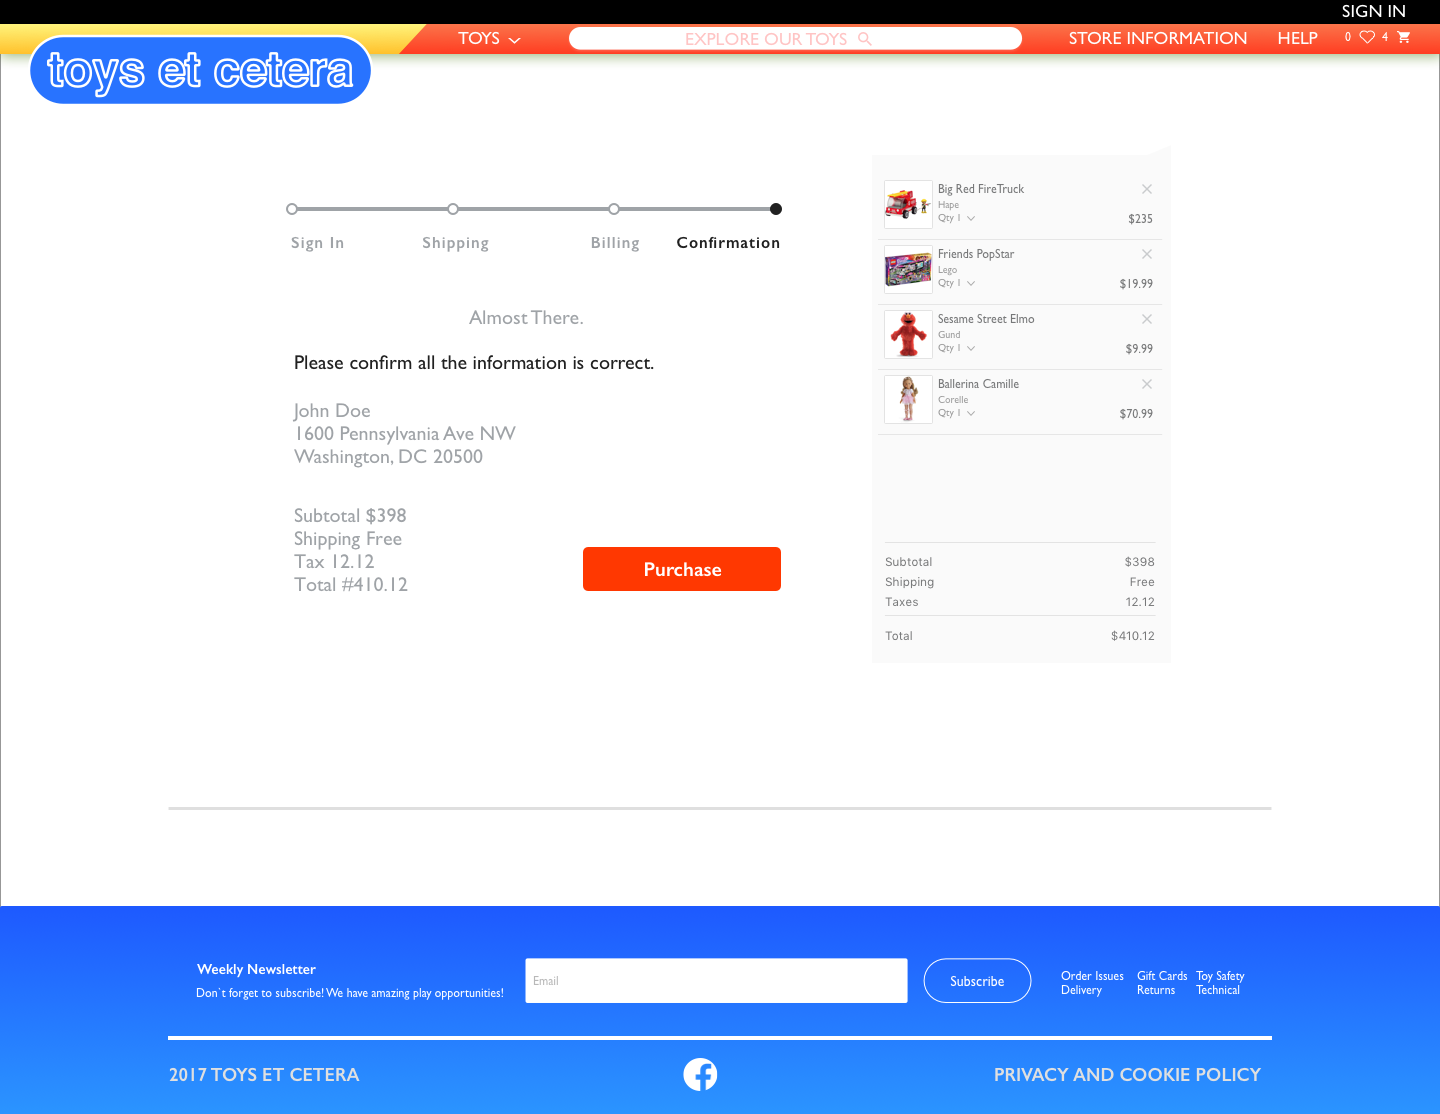 SIGN IN
TOYS
EXPLORE OUR TOYS
STORE INFORMATION
HELP
0
4
toys et cetera
Sign In
Shipping
Billing
Confirmation
Almost There.
Please confirm all the information is correct.
John Doe
1600 Pennsylvania Ave NW
Washington, DC 20500
Subtotal $398
Shipping Free
Tax 12.12
Total #410.12
Purchase
Big Red FireTruck
Hape
Qty 1
$235
Friends PopStar
Lego
Qty 1
$19.99
Sesame Street Elmo
Gund
Qty 1
$9.99
Ballerina Camille
Corelle
Qty 1
$70.99
Subtotal $398
Shipping Free
Taxes 12.12
Total $410.12
Weekly Newsletter
Don`t forget to subscribe! We have amazing play opportunities!
Email
Subscribe
Order Issues
Delivery
Gift Cards
Returns
Toy Safety
Technical
2017 TOYS ET CETERA
PRIVACY AND COOKIE POLICY